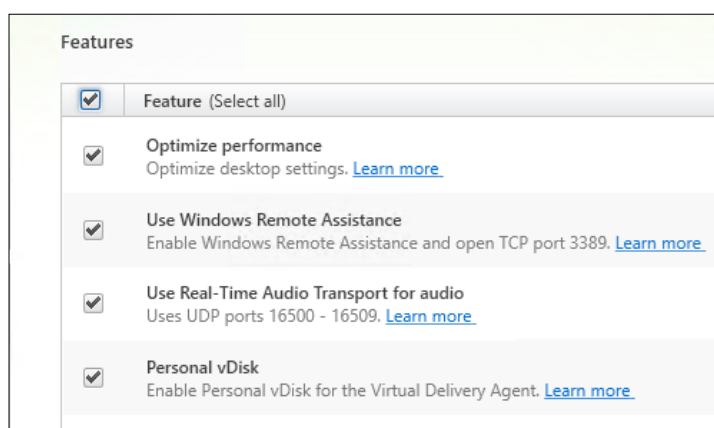 Features
Feature (Select all)
Optimize performance
Optimize desktop settings. Learn more
Use Windows Remote Assistance
Enable Windows Remote Assistance and open TCP port 3389. Learn more
Use Real-Time Audio Transport for audio
Uses UDP ports 16500 - 16509. Learn more
Personal vDisk
Enable Personal vDisk for the Virtual Delivery Agent. Learn more